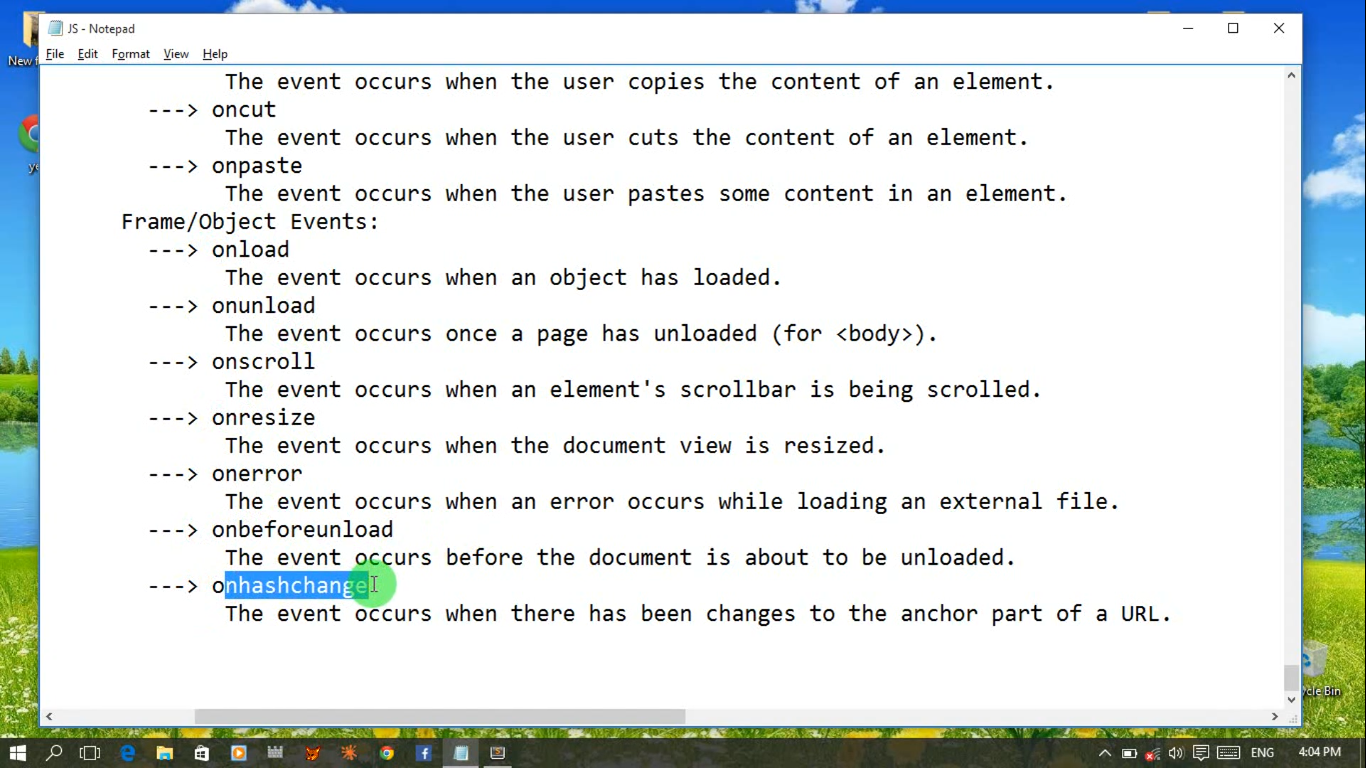 New f
JS - Notepad
File Edit Format View Help
The event occurs when the user copies the content of an element.
---> oncut
The event occurs when the user cuts the content of an element.
---> onpaste
The event occurs when the user pastes some content in an element.
Frame/Object Events:
---> onload
The event occurs when an object has loaded.
---> onunload
The event occurs once a page has unloaded (for <body>).
---> onscroll
The event occurs when an element's scrollbar is being scrolled.
---> onresize
The event occurs when the document view is resized.
---> onerror
The event occurs when an error occurs while loading an external file.
---> onbeforeunload
The event occurs before the document is about to be unloaded.
---> onhashchange
The event occurs when there has been changes to the anchor part of a URL.
ycle Bin
ENG 4:04 PM